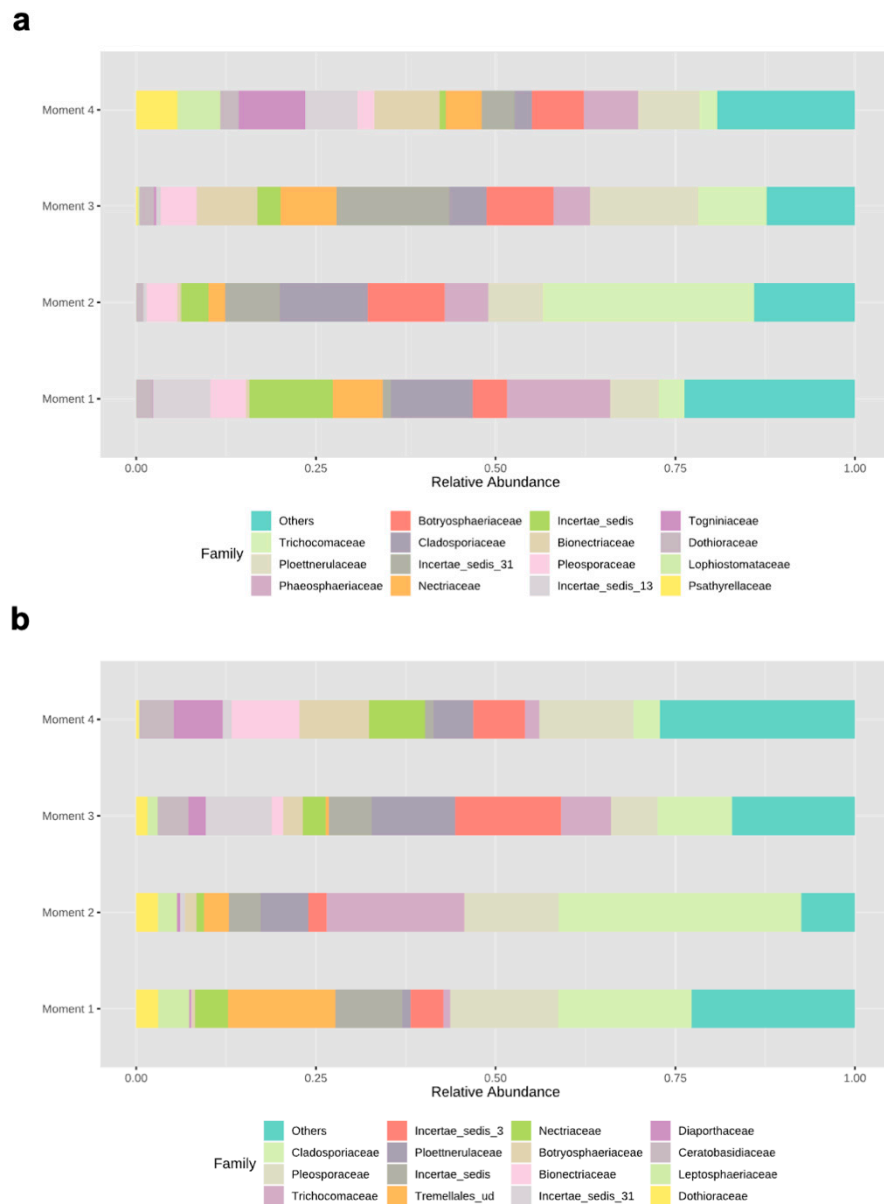 a
Moment 4
Moment 3
Moment 2
Moment 1
0.00 0.25 0.50 0.75 1.00
Relative Abundance
Family
Others Botryosphaeriaceae Incertae_sedis Togniniaceae
Trichocomaceae Cladosporiaceae Bionectriaceae Dothioraceae
Ploettnerulaceae Incertae_sedis_31 Pleosporaceae Lophiostomataceae
Phaeosphaeriaceae Nectriaceae Incertae_sedis_13 Psathyrellaceae
b
Moment 4
Moment 3
Moment 2
Moment 1
0.00 0.25 0.50 0.75 1.00
Relative Abundance
Family
Others Incertae_sedis_3 Nectriaceae Diaporthaceae
Cladosporiaceae Ploettnerulaceae Botryosphaeriaceae Ceratobasidiaceae
Pleosporaceae Incertae_sedis Bionectriaceae Leptosphaeriaceae
Trichocomaceae Tremellales_ud Incertae_sedis_31 Dothioraceae